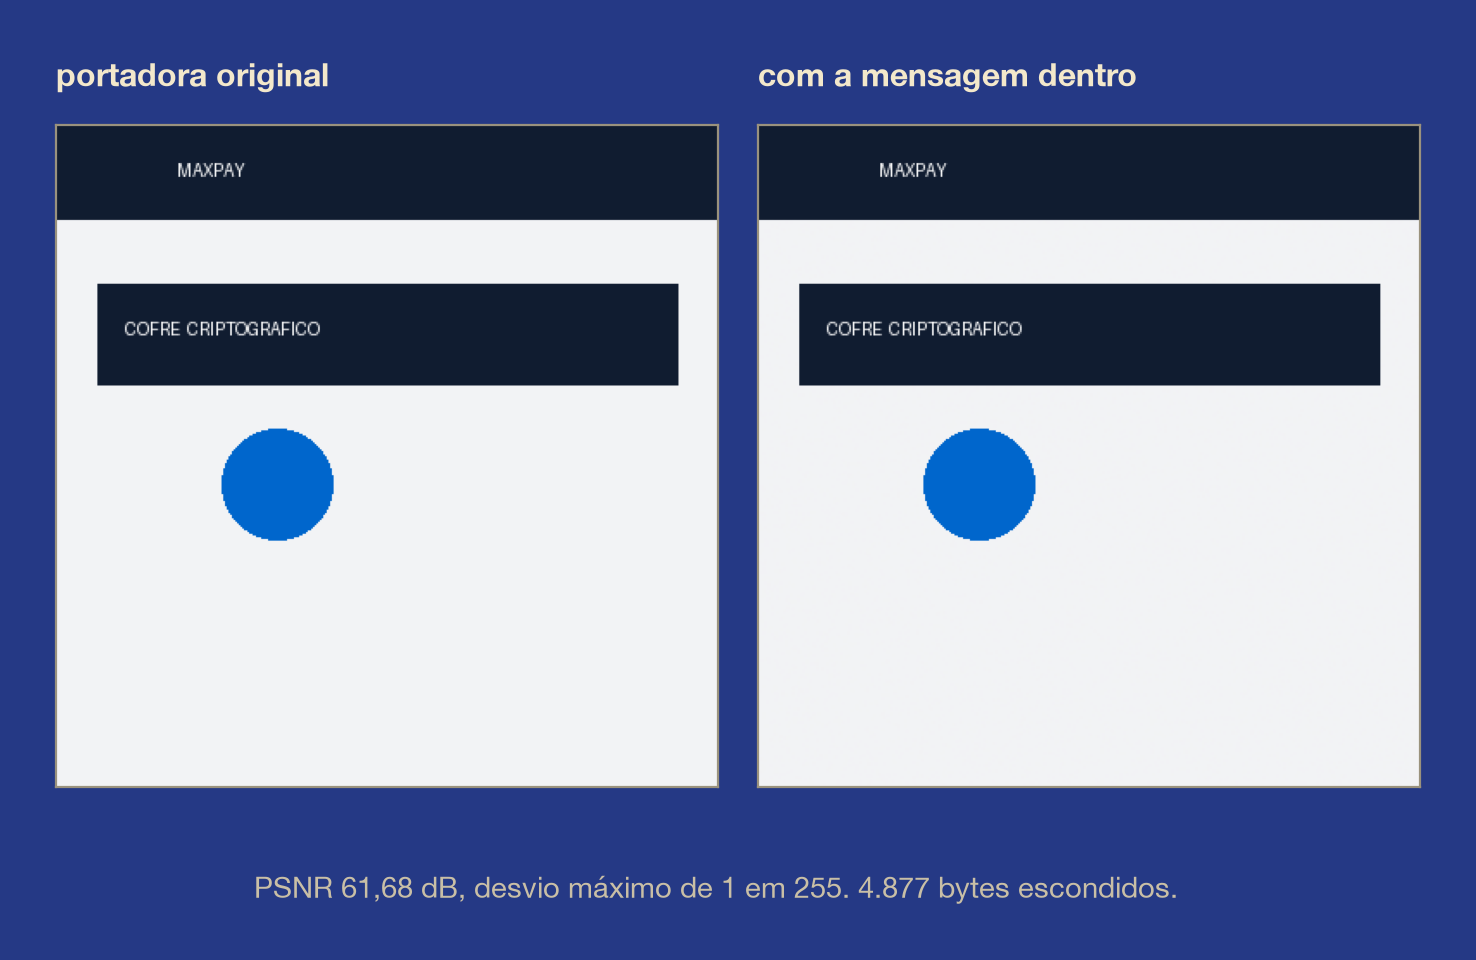 portadora original
com a mensagem dentro
MAXPAY
MAXPAY
COFRE CRIPTOGRAFICO
COFRE CRIPTOGRAFICO
PSNR 61,68 dB, desvio máximo de 1 em 255. 4.877 bytes escondidos.